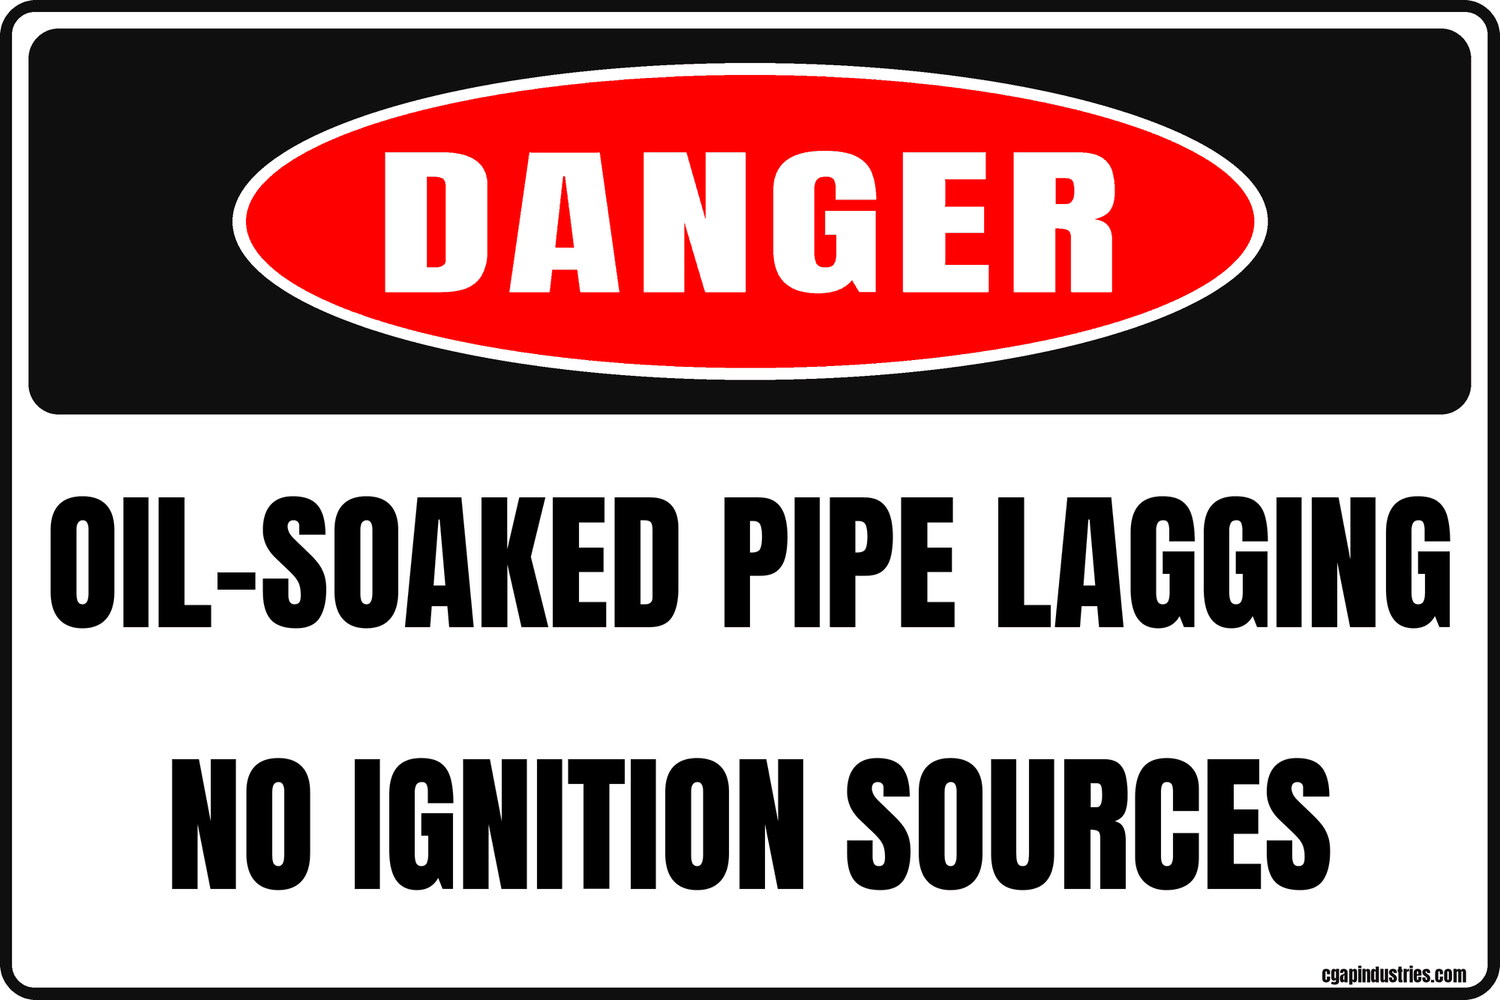 DANGER
OIL-SOAKED PIPE LAGGING
NO IGNITION SOURCES
cgapindustries.com